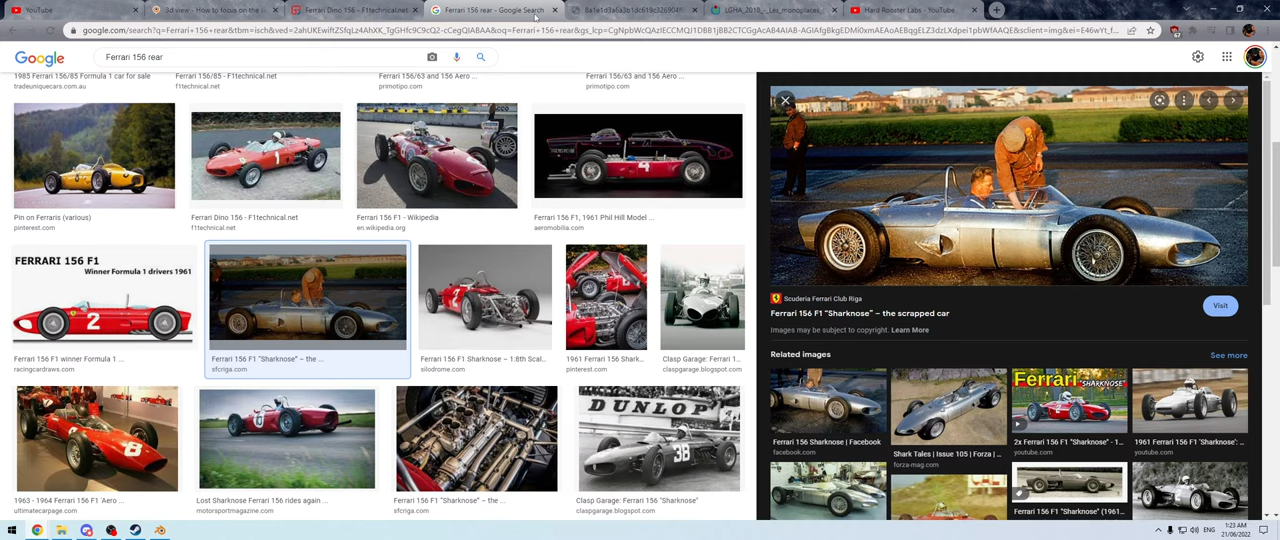 YouTube
3d view - How to focus on the s
Ferrari Dino 156 - F1technical.net
Ferrari 156 rear - Google Search
8a1e1d3a6a3b1dc619c326904f
LGHA_2018_-_Les_monoplaces_
Hard Rooster Labs - YouTube
Google
Ferrari 156 rear
1985 Ferrari 156/85 Formula 1 car for sale
tradeuniquecars.com.au
Ferrari 156/85 - F1technical.net
f1technical.net
Ferrari 156/63 and 156 Aero ...
primotipo.com
Ferrari 156/63 and 156 Aero ...
primotipo.com
Pin on Ferraris (various)
pinterest.com
Ferrari Dino 156 - F1technical.net
f1technical.net
Ferrari 156 F1 - Wikipedia
en.wikipedia.org
Ferrari 156 F1, 1961 Phil Hill Model ...
aeromobilia.com
FERRARI 156 F1
Winner Formula 1 drivers 1961
2
Ferrari 156 F1 winner Formula 1 ...
racingcardraws.com
Ferrari 156 F1 "Sharknose" – the ...
sfcriga.com
Ferrari 156 F1 Sharknose – 1:8th Scal...
silodrome.com
1961 Ferrari 156 Shark...
pinterest.com
Clasp Garage: Ferrari 1...
claspgarage.blogspot.com
8
DUNLOP
38
1963 - 1964 Ferrari 156 F1 'Aero ...
ultimatecarpage.com
Lost Sharknose Ferrari 156 rides again ...
motorsportmagazine.com
Ferrari 156 F1 "Sharknose" – the ...
sfcriga.com
Clasp Garage: Ferrari 156 "Sharknose"
claspgarage.blogspot.com
Scuderia Ferrari Club Riga
Ferrari 156 F1 "Sharknose" – the scrapped car
Images may be subject to copyright. Learn More
Visit
Related images
See more
Ferrari 156 Sharknose | Facebook
facebook.com
Shark Tales | Issue 105 | Forza | ...
forza-mag.com
Ferrari "SHARKNOSE"
2x Ferrari 156 F1 "Sharknose" - 1...
youtube.com
1961 Ferrari 156 F1 'Sharknose': ...
youtube.com
Ferrari 156 F1 "Sharknose" (1961...
ENG
1:23 AM
21/06/2022